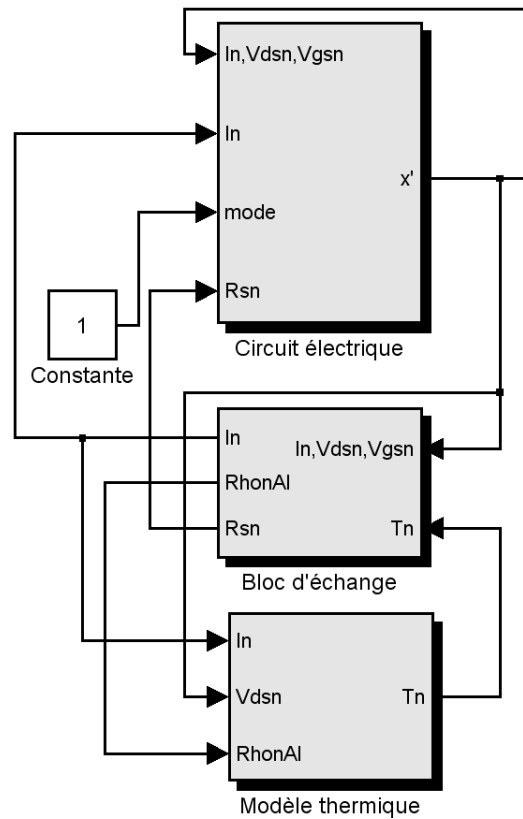 In,Vdsn,Vgsn
In
x'
mode
Rsn
1
Circuit électrique
Constante
In
In,Vdsn,Vgsn
RhonAl
Rsn
Tn
Bloc d'échange
In
Vdsn
Tn
RhonAl
Modèle thermique